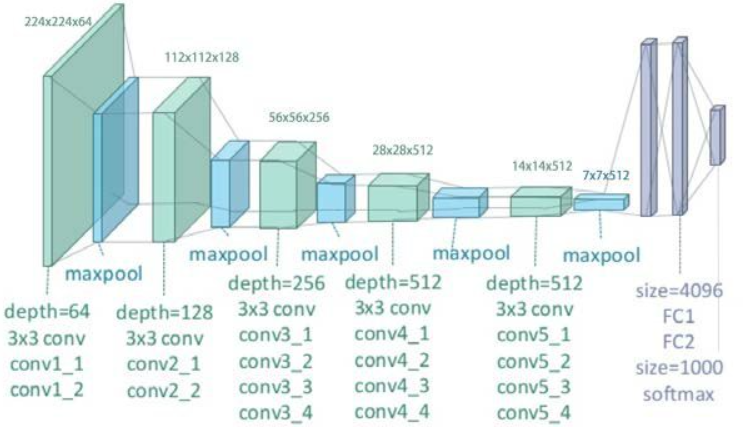 224x224x64
112x112x128
56x56x256
28x28x512
14x14x512
7x7x512
maxpool
maxpool
maxpool
maxpool
maxpool
depth=64
3x3 conv
conv1_1
conv1_2
depth=128
3x3 conv
conv2_1
conv2_2
depth=256
3x3 conv
conv3_1
conv3_2
conv3_3
conv3_4
depth=512
3x3 conv
conv4_1
conv4_2
conv4_3
conv4_4
depth=512
3x3 conv
conv5_1
conv5_2
conv5_3
conv5_4
size=4096
FC1
FC2
size=1000
softmax